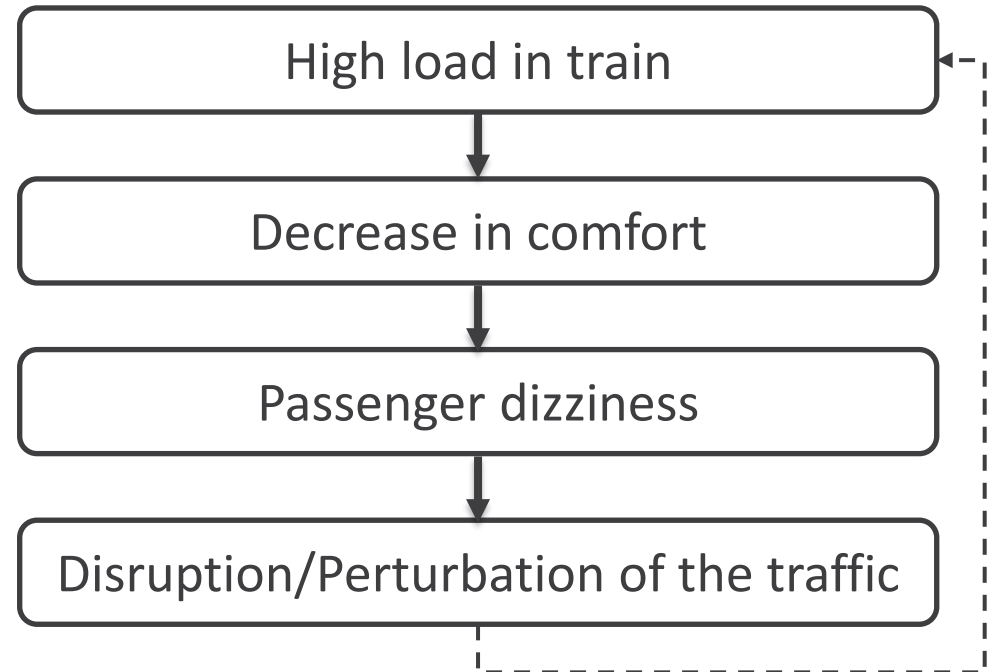 High load in train
Decrease in comfort
Passenger dizziness
Disruption/Perturbation of the traffic